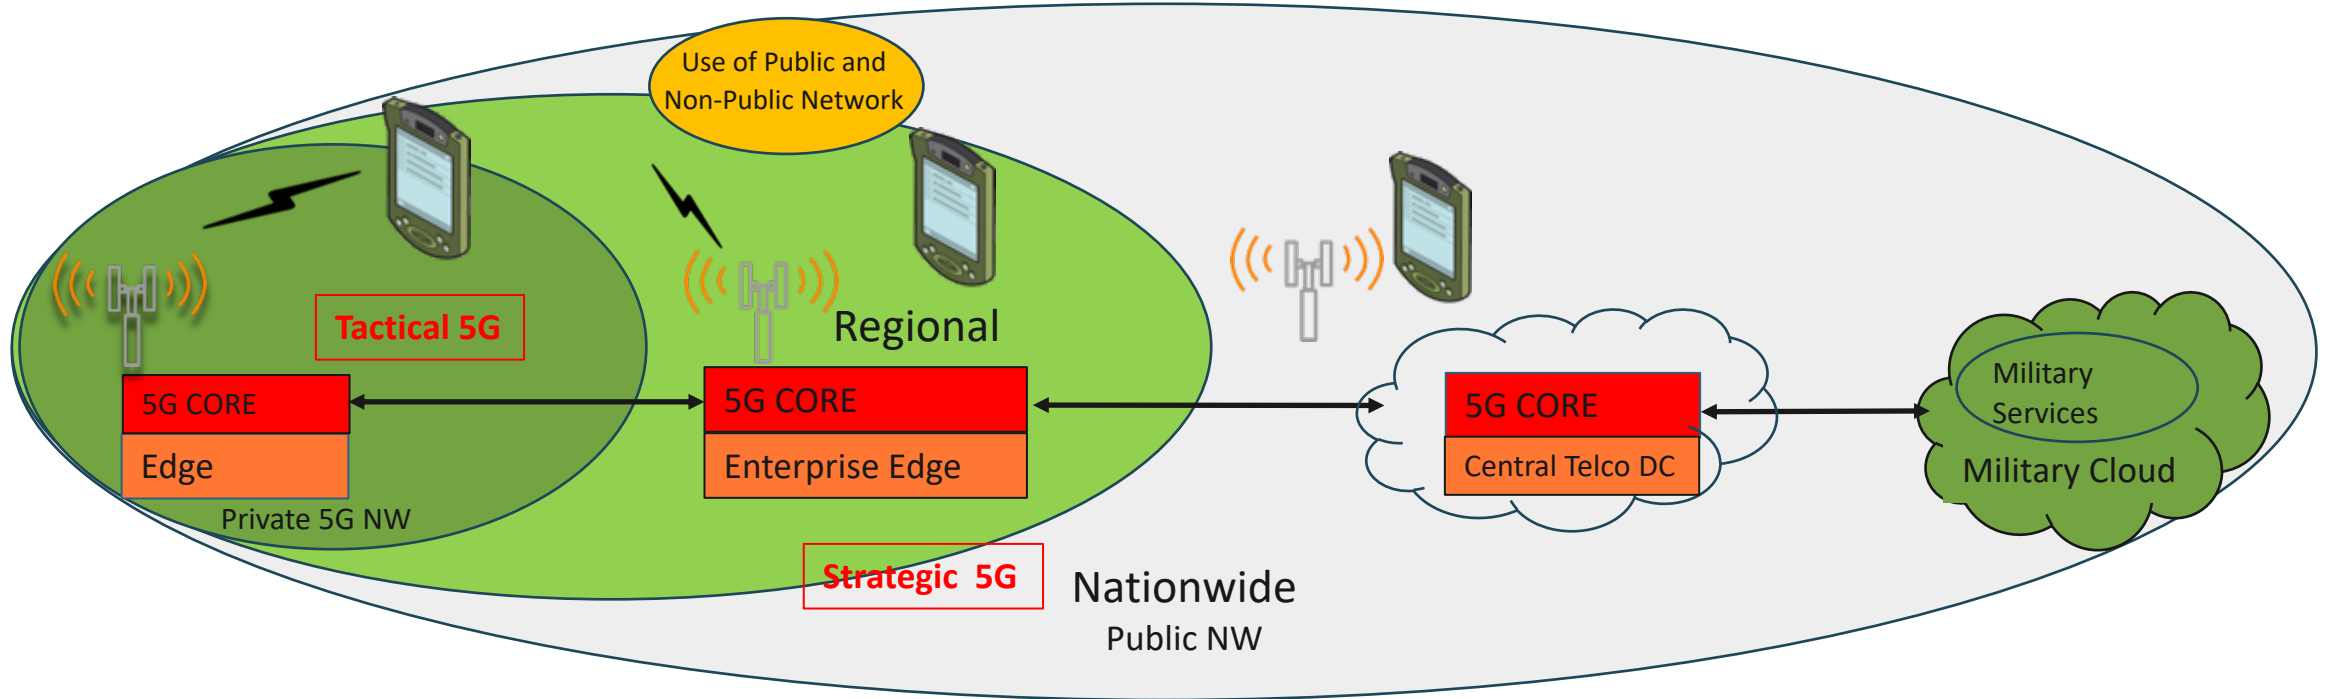 Use of Public and
Non-Public Network
Tactical 5G
Regional
5G CORE
Edge
Private 5G NW
5G CORE
Enterprise Edge
5G CORE
Central Telco DC
Military
Services
Military Cloud
Strategic 5G
Nationwide
Public NW